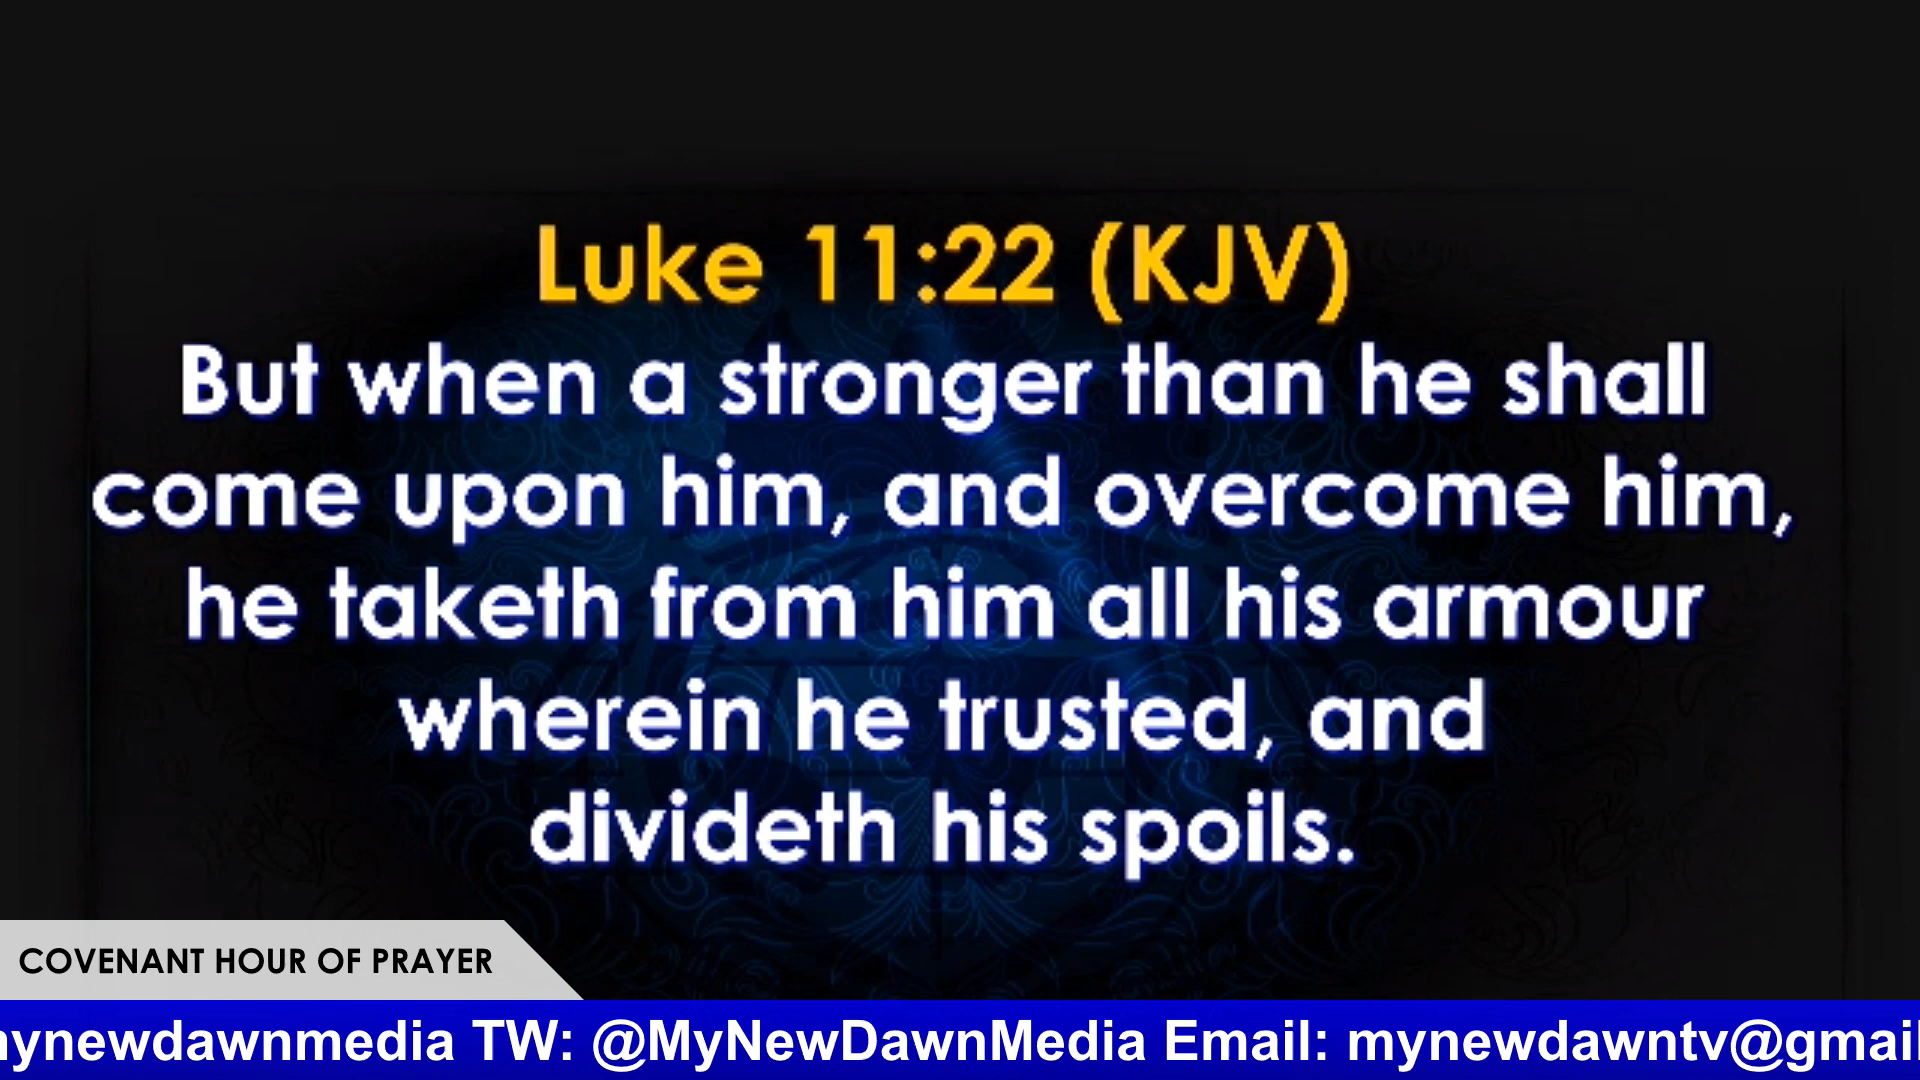 Luke 11:22 (KJV)
But when a stronger than he shall
come upon him, and overcome him,
he taketh from him all his armour
wherein he trusted, and
divideth his spoils.
COVENANT HOUR OF PRAYER
mynewdawnmedia TW: @MyNewDawnMedia Email: mynewdawntv@gmail